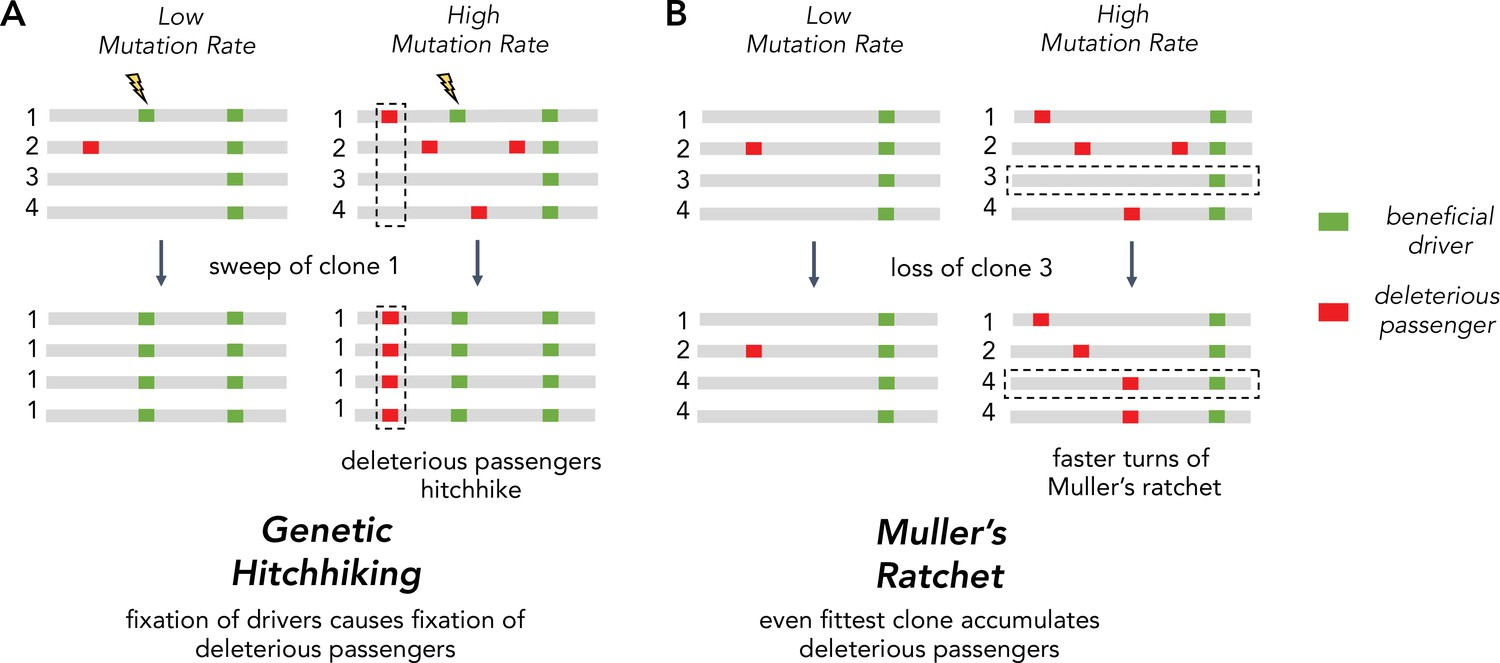 A
Low
Mutation Rate
High
Mutation Rate
1
2
3
4
1
2
3
4
sweep of clone 1
1
1
1
1
1
1
1
1
deleterious passengers
hitchhike
Genetic
Hitchhiking
fixation of drivers causes fixation of
deleterious passengers
B
Low
Mutation Rate
High
Mutation Rate
1
2
3
4
1
2
3
4
loss of clone 3
1
2
4
4
1
2
4
4
faster turns of
Muller's ratchet
Muller's
Ratchet
even fittest clone accumulates
deleterious passengers
beneficial
driver
deleterious
passenger